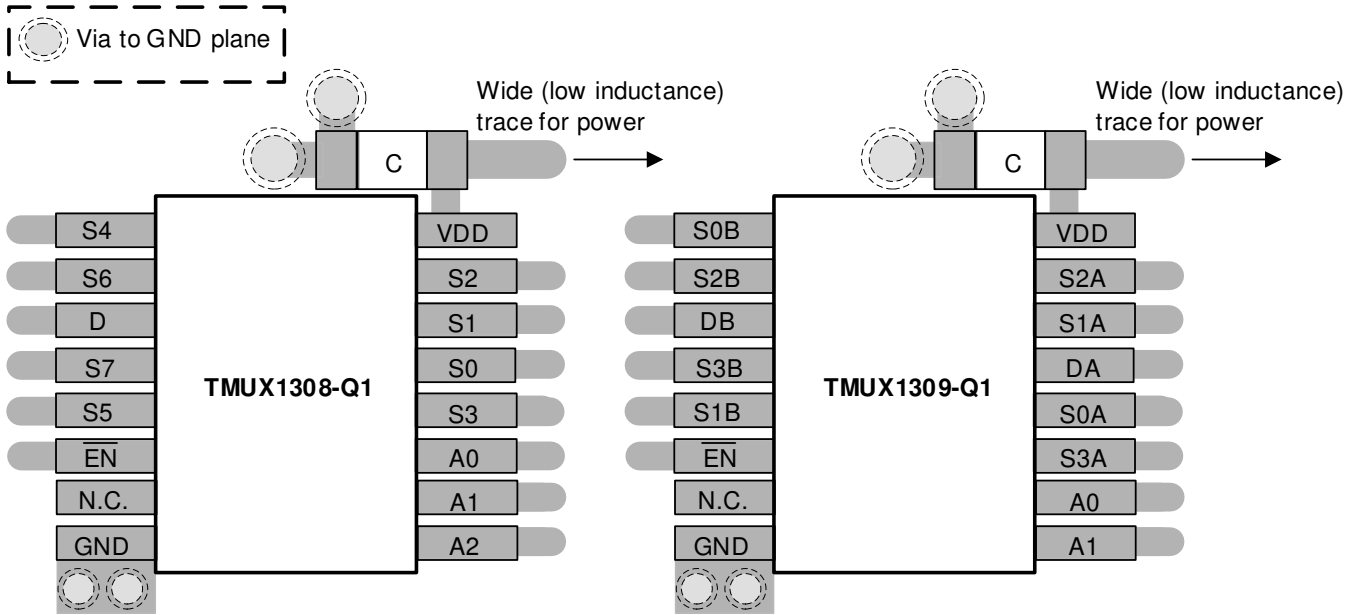 Via to GND plane
Wide (low inductance)
trace for power
C
S4
S6
D
S7
S5
EN
N.C.
GND
TMUX1308-Q1
VDD
S2
S1
S0
S3
A0
A1
A2
Wide (low inductance)
trace for power
C
S0B
S2B
DB
S3B
S1B
EN
N.C.
GND
TMUX1309-Q1
VDD
S2A
S1A
DA
S0A
S3A
A0
A1